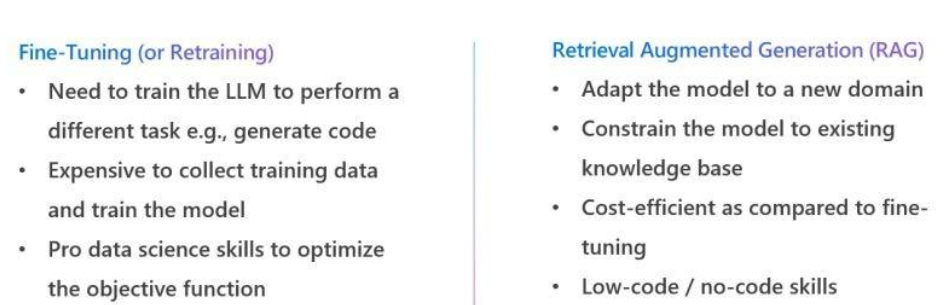 Fine-Tuning (or Retraining)
• Need to train the LLM to perform a
different task e.g., generate code
• Expensive to collect training data
and train the model
• Pro data science skills to optimize
the objective function
Retrieval Augmented Generation (RAG)
• Adapt the model to a new domain
• Constrain the model to existing
knowledge base
• Cost-efficient as compared to fine-
tuning
• Low-code / no-code skills